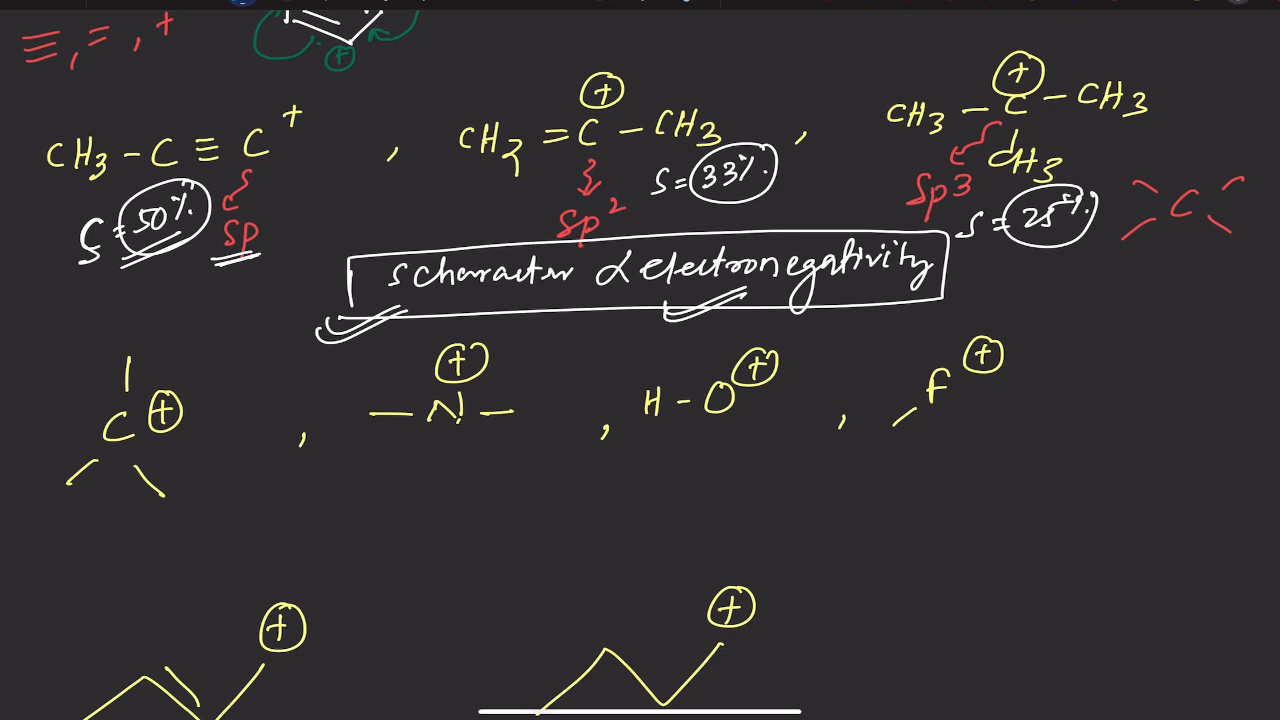 ≡, =, +
+
CH3 - C ≡ C +, CH2 = C - CH3 +, CH3 - C - CH3 +
CH3
S = 50%. sp
Sp2 S = 33%.
Sp3 S = 25%. C
S character α electronegativity
C +, - N - +, H - O +, F +
+ +